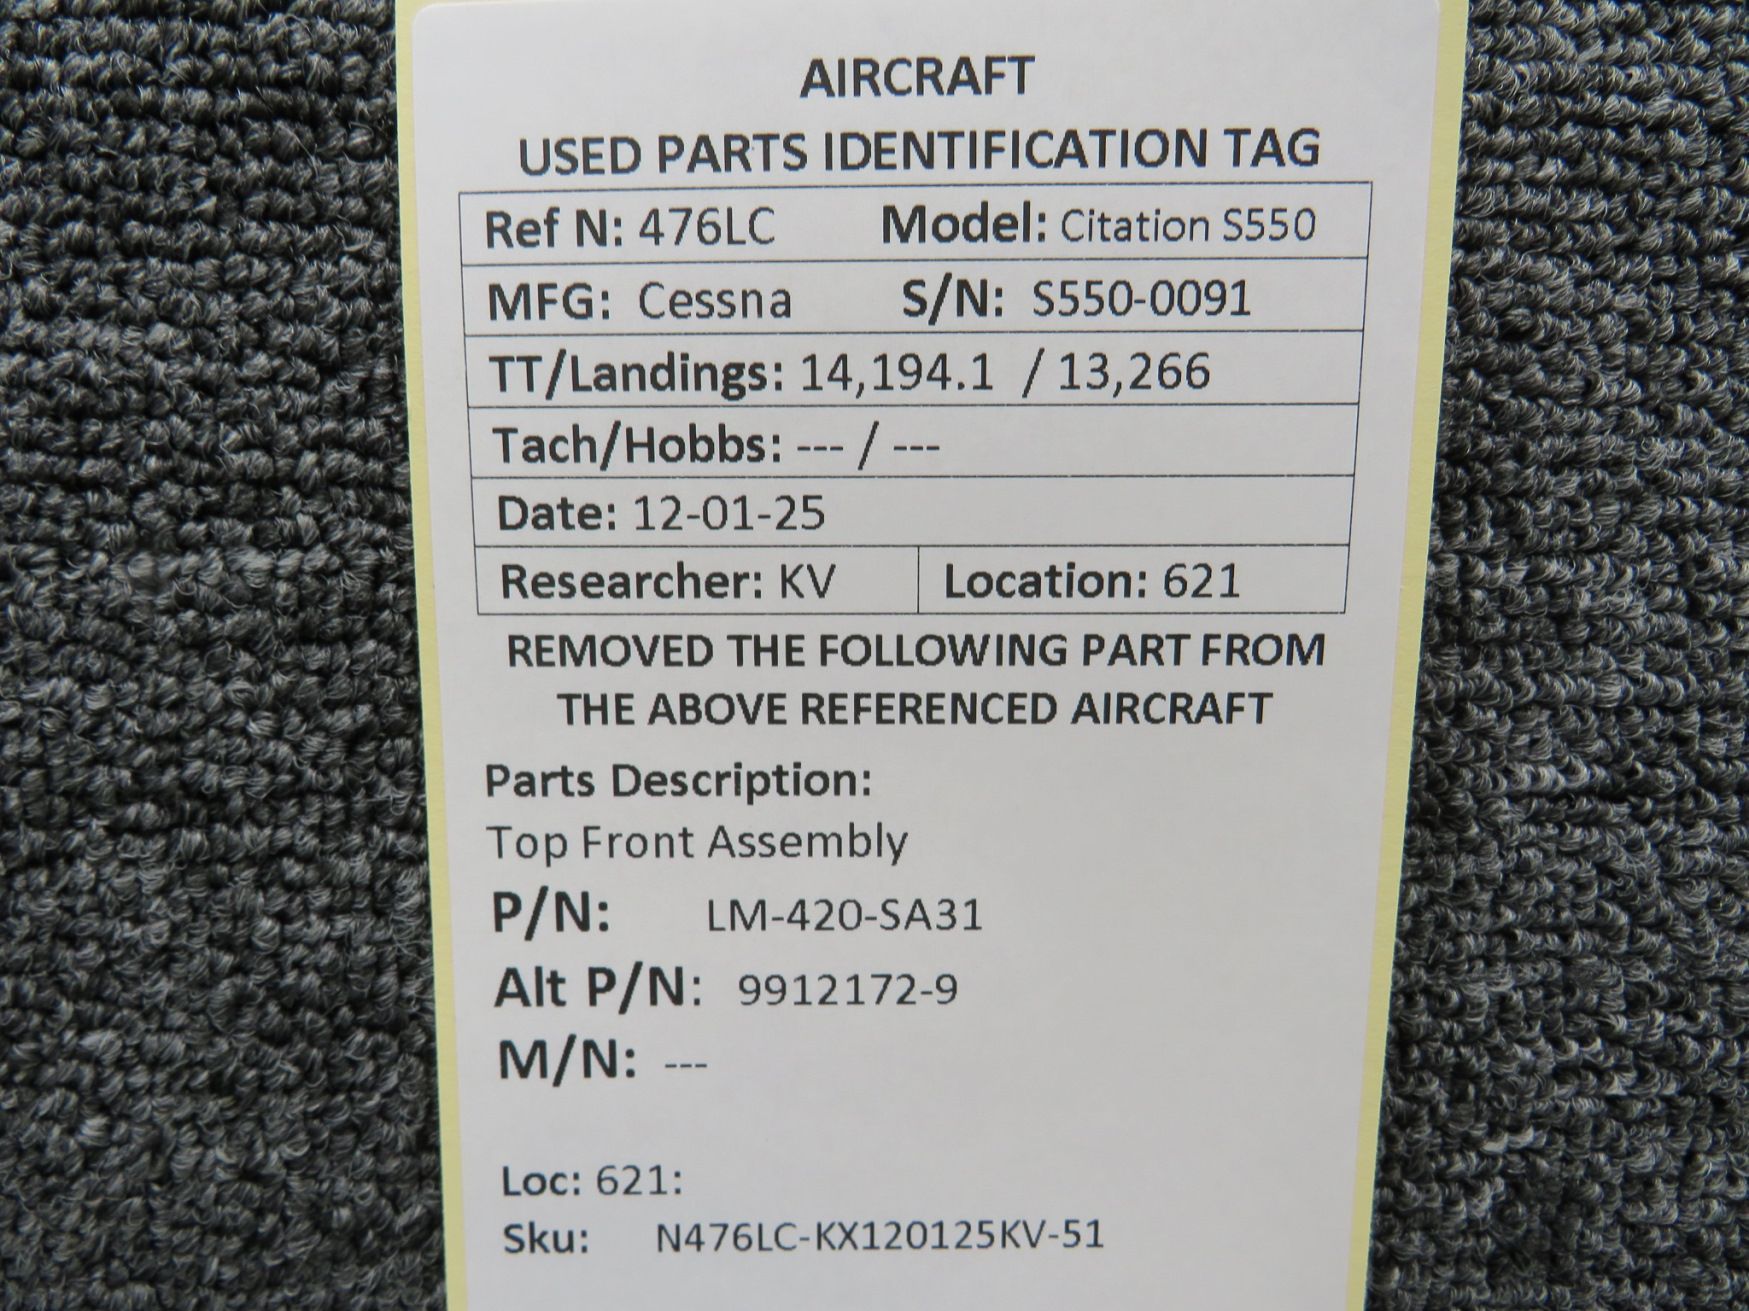 AIRCRAFT
USED PARTS IDENTIFICATION TAG
Ref N: 476LC Model: Citation S550
MFG: Cessna S/N: S550-0091
TT/Landings: 14,194.1 / 13,266
Tach/Hobbs: --- / ---
Date: 12-01-25
Researcher: KV Location: 621
REMOVED THE FOLLOWING PART FROM
THE ABOVE REFERENCED AIRCRAFT
Parts Description:
Top Front Assembly
P/N: LM-420-SA31
Alt P/N: 9912172-9
M/N: ---
Loc: 621:
Sku: N476LC-KX120125KV-51